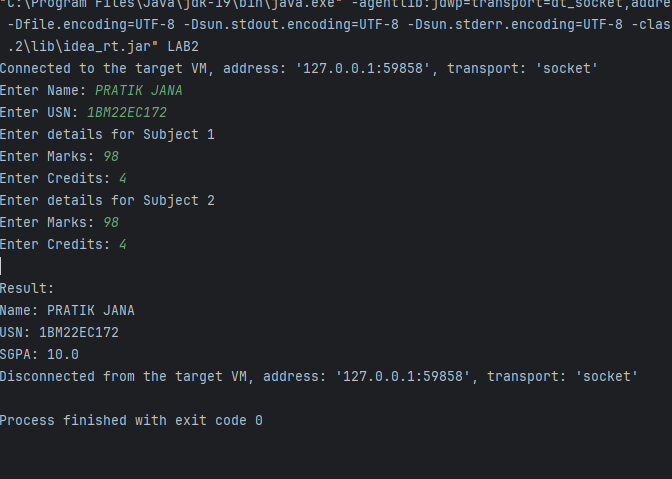 "C:\Program Files\Java\jdk-19\bin\java.exe" -agentlib:jdwp=transport=dt_socket,addre
-Dfile.encoding=UTF-8 -Dsun.stdout.encoding=UTF-8 -Dsun.stderr.encoding=UTF-8 -clas
.2\lib\idea_rt.jar" LAB2
Connected to the target VM, address: '127.0.0.1:59858', transport: 'socket'
Enter Name: PRATIK JANA
Enter USN: 1BM22EC172
Enter details for Subject 1
Enter Marks: 98
Enter Credits: 4
Enter details for Subject 2
Enter Marks: 98
Enter Credits: 4
Result:
Name: PRATIK JANA
USN: 1BM22EC172
SGPA: 10.0
Disconnected from the target VM, address: '127.0.0.1:59858', transport: 'socket'
Process finished with exit code 0